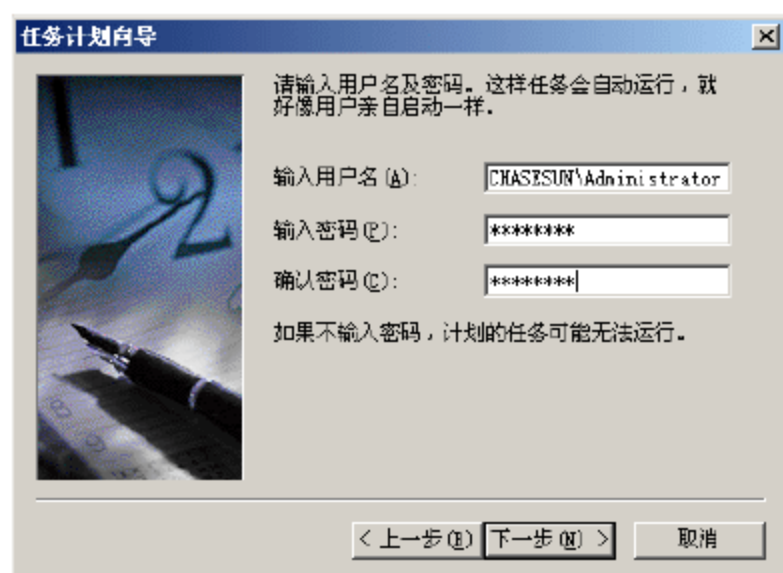 任务计划向导
请输入用户名及密码。这样任务会自动运行，就
好像用户亲自启动一样。
输入用户名(A): CHASESUN\Administrator
输入密码(P): ********
确认密码(C): ********
如果不输入密码，计划的任务可能无法运行。
< 上一步(B) 下一步(N) > 取消